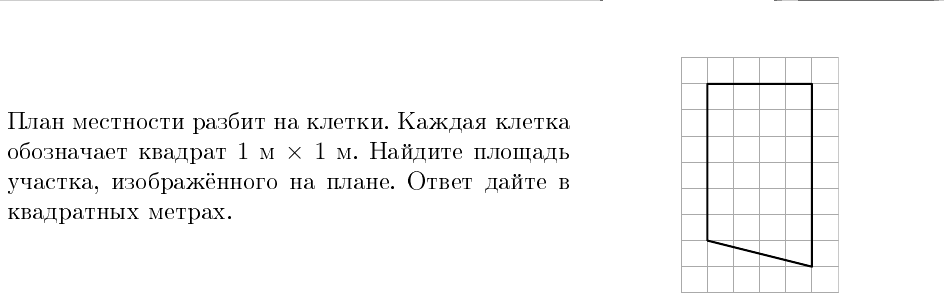 План местности разбит на клетки. Каждая клетка
обозначает квадрат 1 м × 1 м. Найдите площадь
участка, изображённого на плане. Ответ дайте в
квадратных метрах.